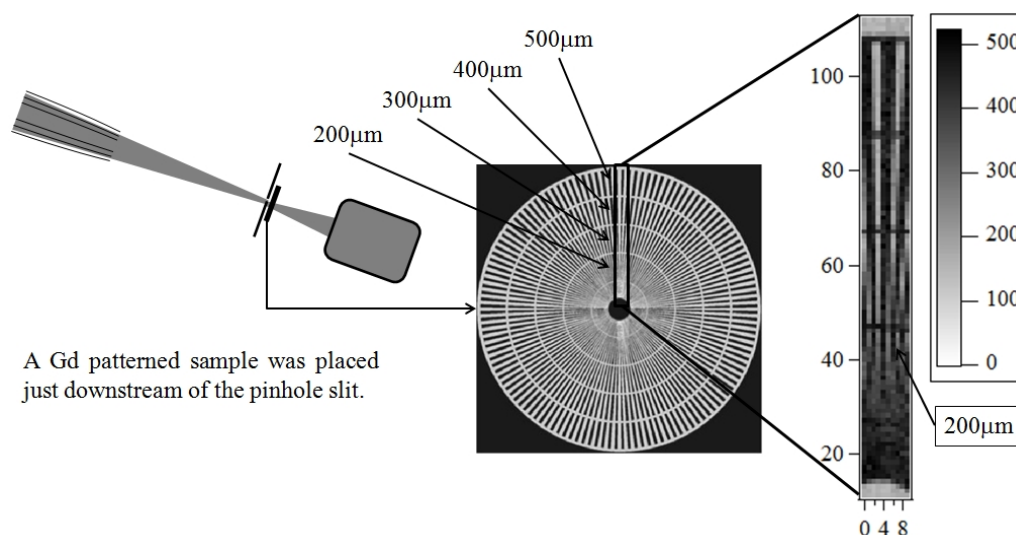 500μm
400μm
300μm
200μm
A Gd patterned sample was placed
just downstream of the pinhole slit.
100
80
60
40
20
0 4 8
500
400
300
200
100
0
200μm